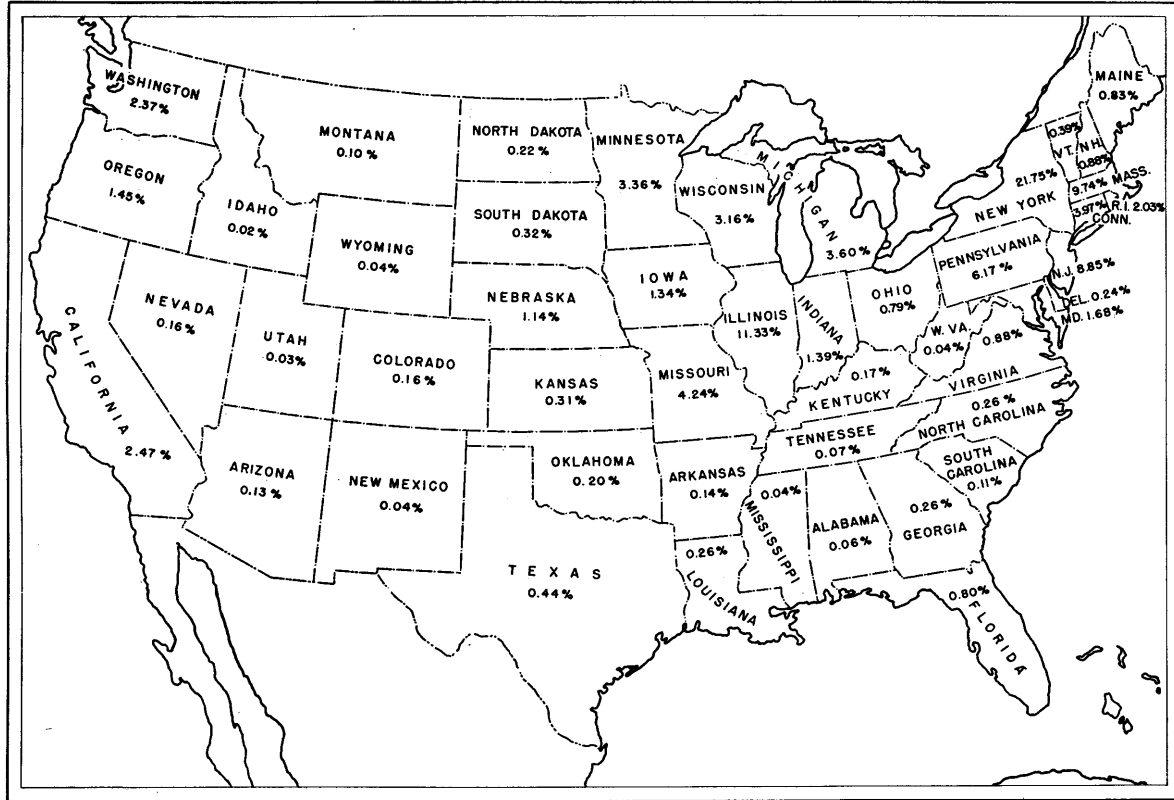 WASHINGTON
2.37%
OREGON
1.45%
IDAHO
0.02%
MONTANA
0.10 %
WYOMING
0.04%
NORTH DAKOTA
0.22 %
SOUTH DAKOTA
0.32%
NEBRASKA
1.14%
KANSAS
0.31%
MINNESOTA
3.36%
WISCONSIN
3.16%
MICHIGAN
3.60%
IOWA
1.34%
ILLINOIS
11.33%
INDIANA
1.39%
OHIO
0.79%
MISSOURI
4.24%
CALIFORNIA
2.47%
NEVADA
0.16%
UTAH
0.03%
COLORADO
0.16%
ARIZONA
0.13 %
NEW MEXICO
0.04%
OKLAHOMA
0.20 %
TEXAS
0.44%
ARKANSAS
0.14%
0.26%
LOUISIANA
0.04%
MISSISSIPPI
ALABAMA
0.06%
0.26%
GEORGIA
0.80%
FLORIDA
SOUTH
CAROLINA
0.11%
0.26 %
NORTH CAROLINA
TENNESSEE
0.07%
0.17%
KENTUCKY
W. VA.
0.04%
0.88%
VIRGINIA
PENNSYLVANIA
6.17 %
21.75%
NEW YORK
MAINE
0.83%
0.39%
VT.
N.H.
0.88%
9.74% MASS.
3.97%
CONN.
R.I. 2.03%
N.J. 8.85%
DEL. 0.24%
MD. 1.68%